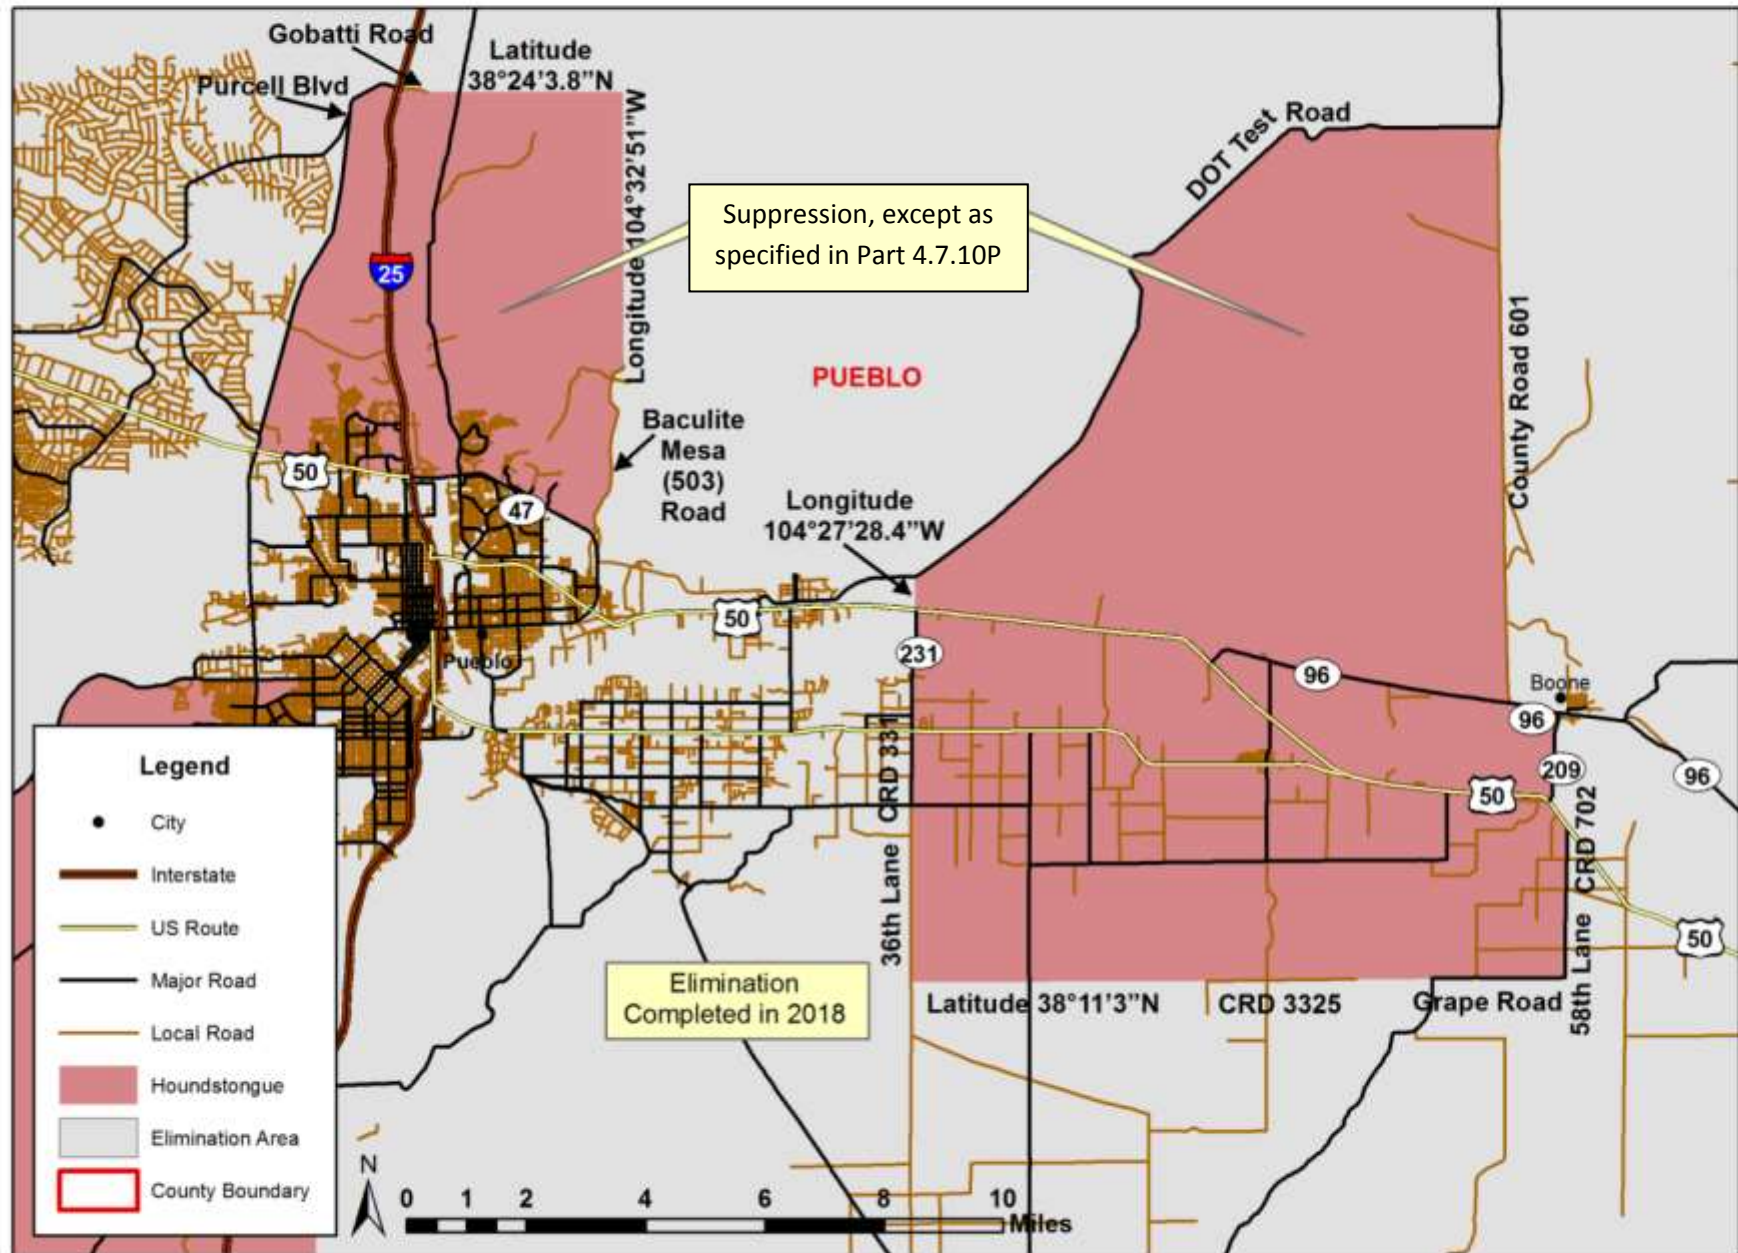 Gobatti Road
Purcell Blvd
Latitude
38°24'3.8"N
Longitude 104°32'51"W
DOT Test Road
Suppression, except as
specified in Part 4.7.10P
25
PUEBLO
County Road 601
Baculite
Mesa
(503)
Road
50
47
Longitude
104°27'28.4"W
50
231
96
Pueblo
Boone
96
CRD 331
209
96
50
36th Lane
58th Lane
CRD 702
50
Elimination
Completed in 2018
Latitude 38°11'3"N
CRD 3325
Grape Road
Legend
City
Interstate
US Route
Major Road
Local Road
Houndstongue
Elimination Area
County Boundary
N
0 1 2 4 6 8 10
Miles